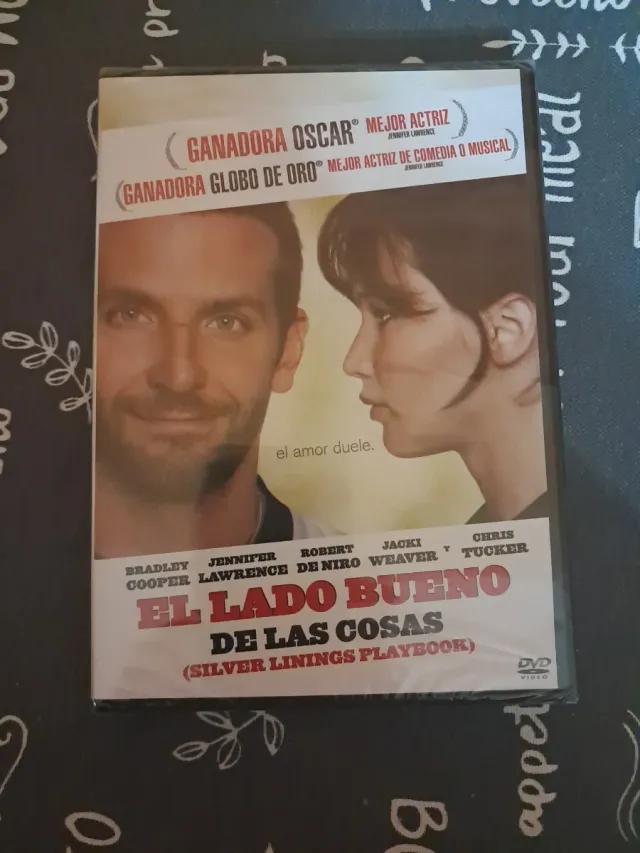 GANADORA OSCAR® MEJOR ACTRIZ
JENNIFER LAWRENCE
GANADORA GLOBO DE ORO® MEJOR ACTRIZ DE COMEDIA O MUSICAL
JENNIFER LAWRENCE
el amor duele.
BRADLEY COOPER JENNIFER LAWRENCE ROBERT DE NIRO JACKI WEAVER Y CHRIS TUCKER
EL LADO BUENO
DE LAS COSAS
(SILVER LININGS PLAYBOOK)
DVD
VIDEO